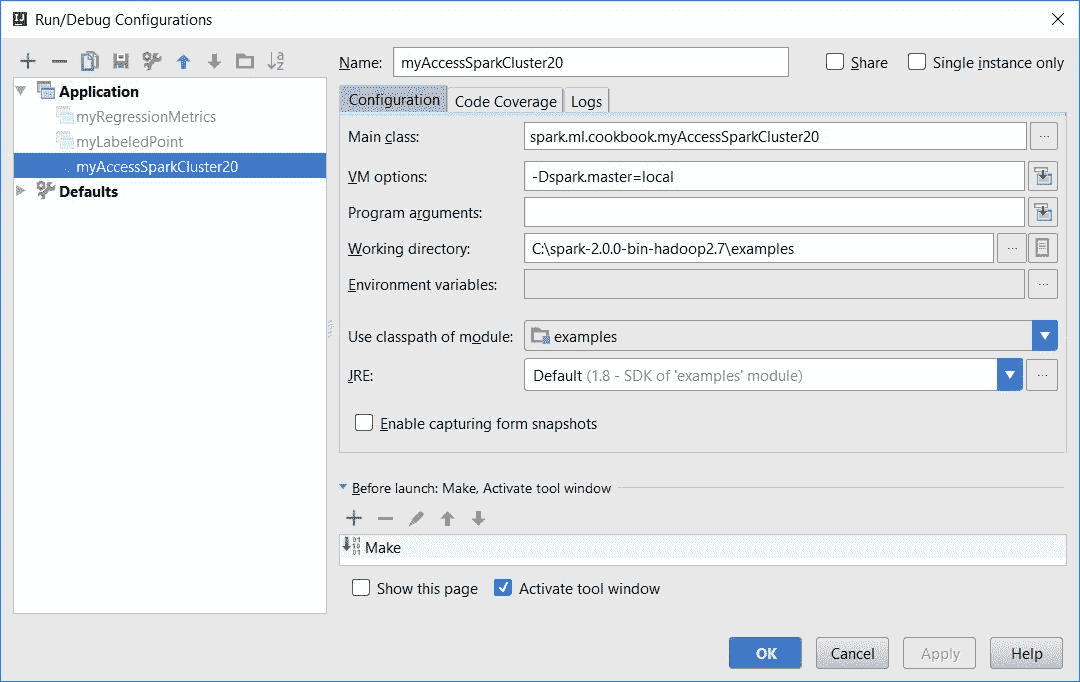 Run/Debug Configurations
Name: myAccessSparkCluster20 Share Single instance only
Application
myRegressionMetrics
myLabeledPoint
myAccessSparkCluster20
Defaults
Configuration Code Coverage Logs
Main class: spark.ml.cookbook.myAccessSparkCluster20 ...
VM options: -Dspark.master=local
Program arguments:
Working directory: C:\spark-2.0.0-bin-hadoop2.7\examples ...
Environment variables: ...
Use classpath of module: examples
JRE: Default (1.8 - SDK of 'examples' module) ...
Enable capturing form snapshots
Before launch: Make, Activate tool window
Make
Show this page Activate tool window
OK Cancel Apply Help